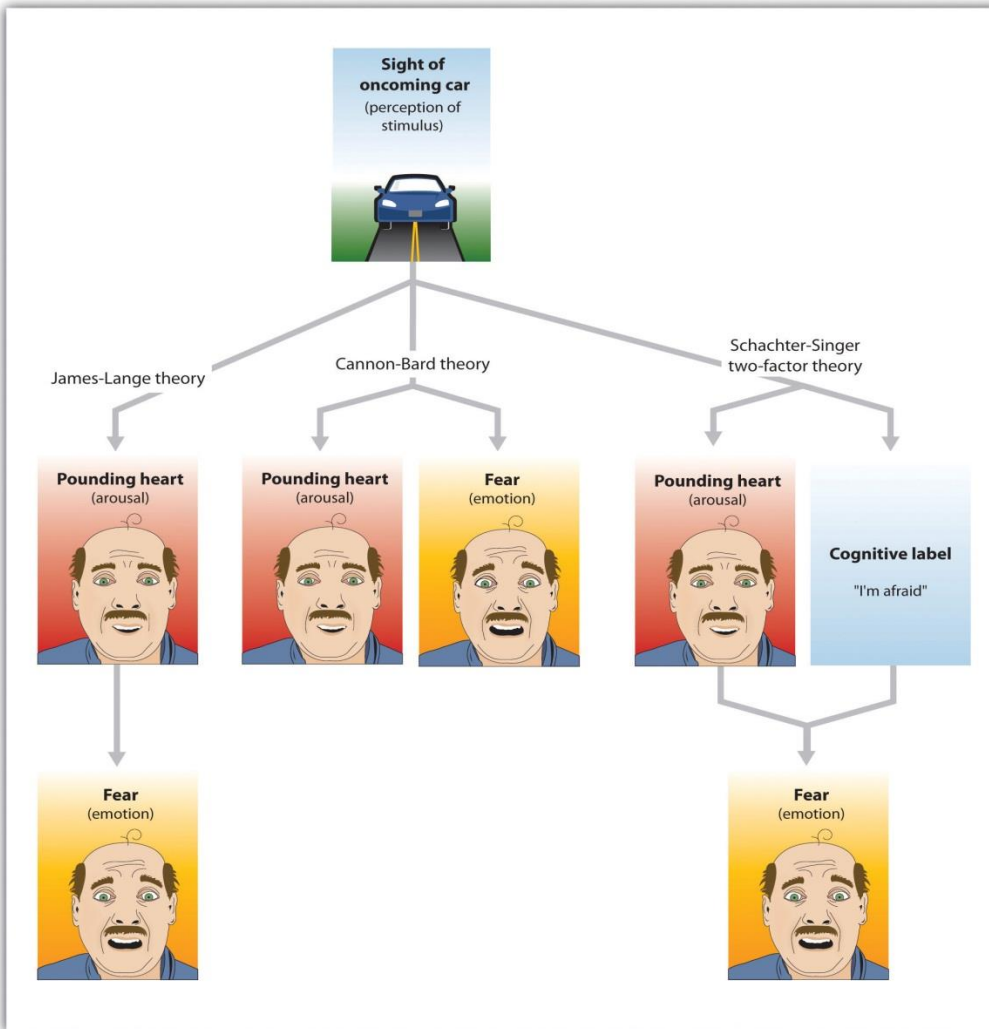 Sight of
oncoming car
(perception of
stimulus)
James-Lange theory
Cannon-Bard theory
Schachter-Singer
two-factor theory
Pounding heart
(arousal)
Pounding heart
(arousal)
Fear
(emotion)
Pounding heart
(arousal)
Cognitive label
"I'm afraid"
Fear
(emotion)
Fear
(emotion)